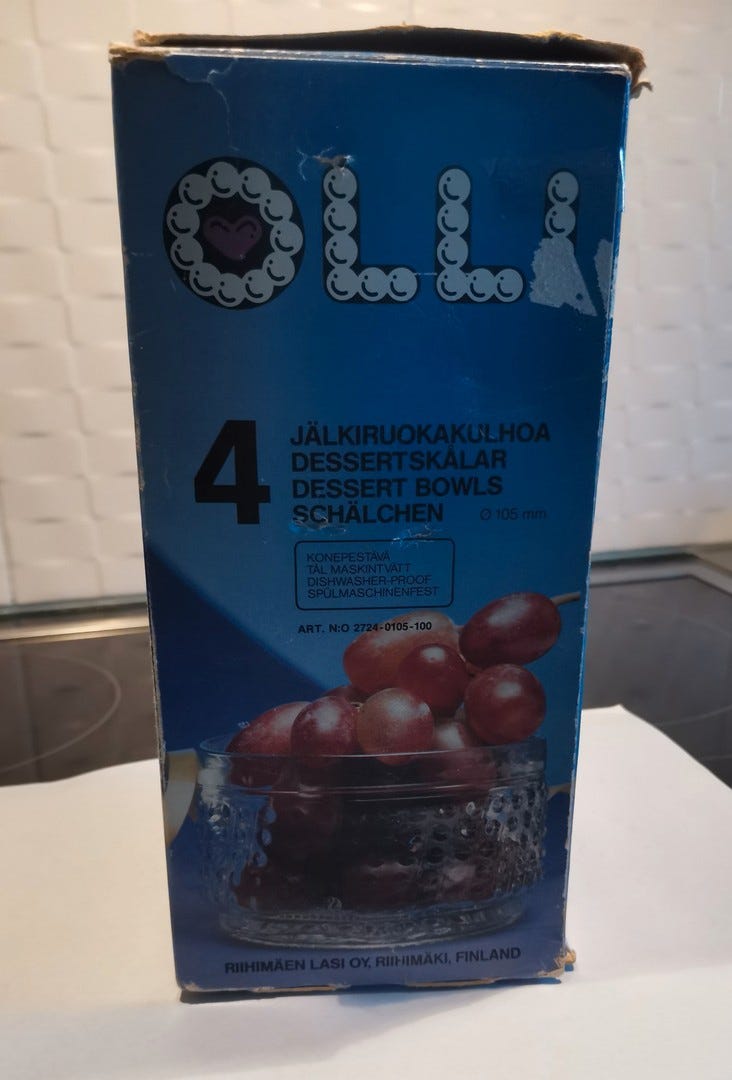 OLLI
4
JÄLKIRUOKAKULHOA
DESSERTSKÅLAR
DESSERT BOWLS
SCHÄLCHEN Ø 105 mm
KONEPESTÄVÄ
TÅL MASKINTVÄTT
DISHWASHER-PROOF
SPÜLMASCHINENFEST
ART. N:O 2724-0105-100
RIIHIMÄEN LASI OY, RIIHIMÄKI, FINLAND